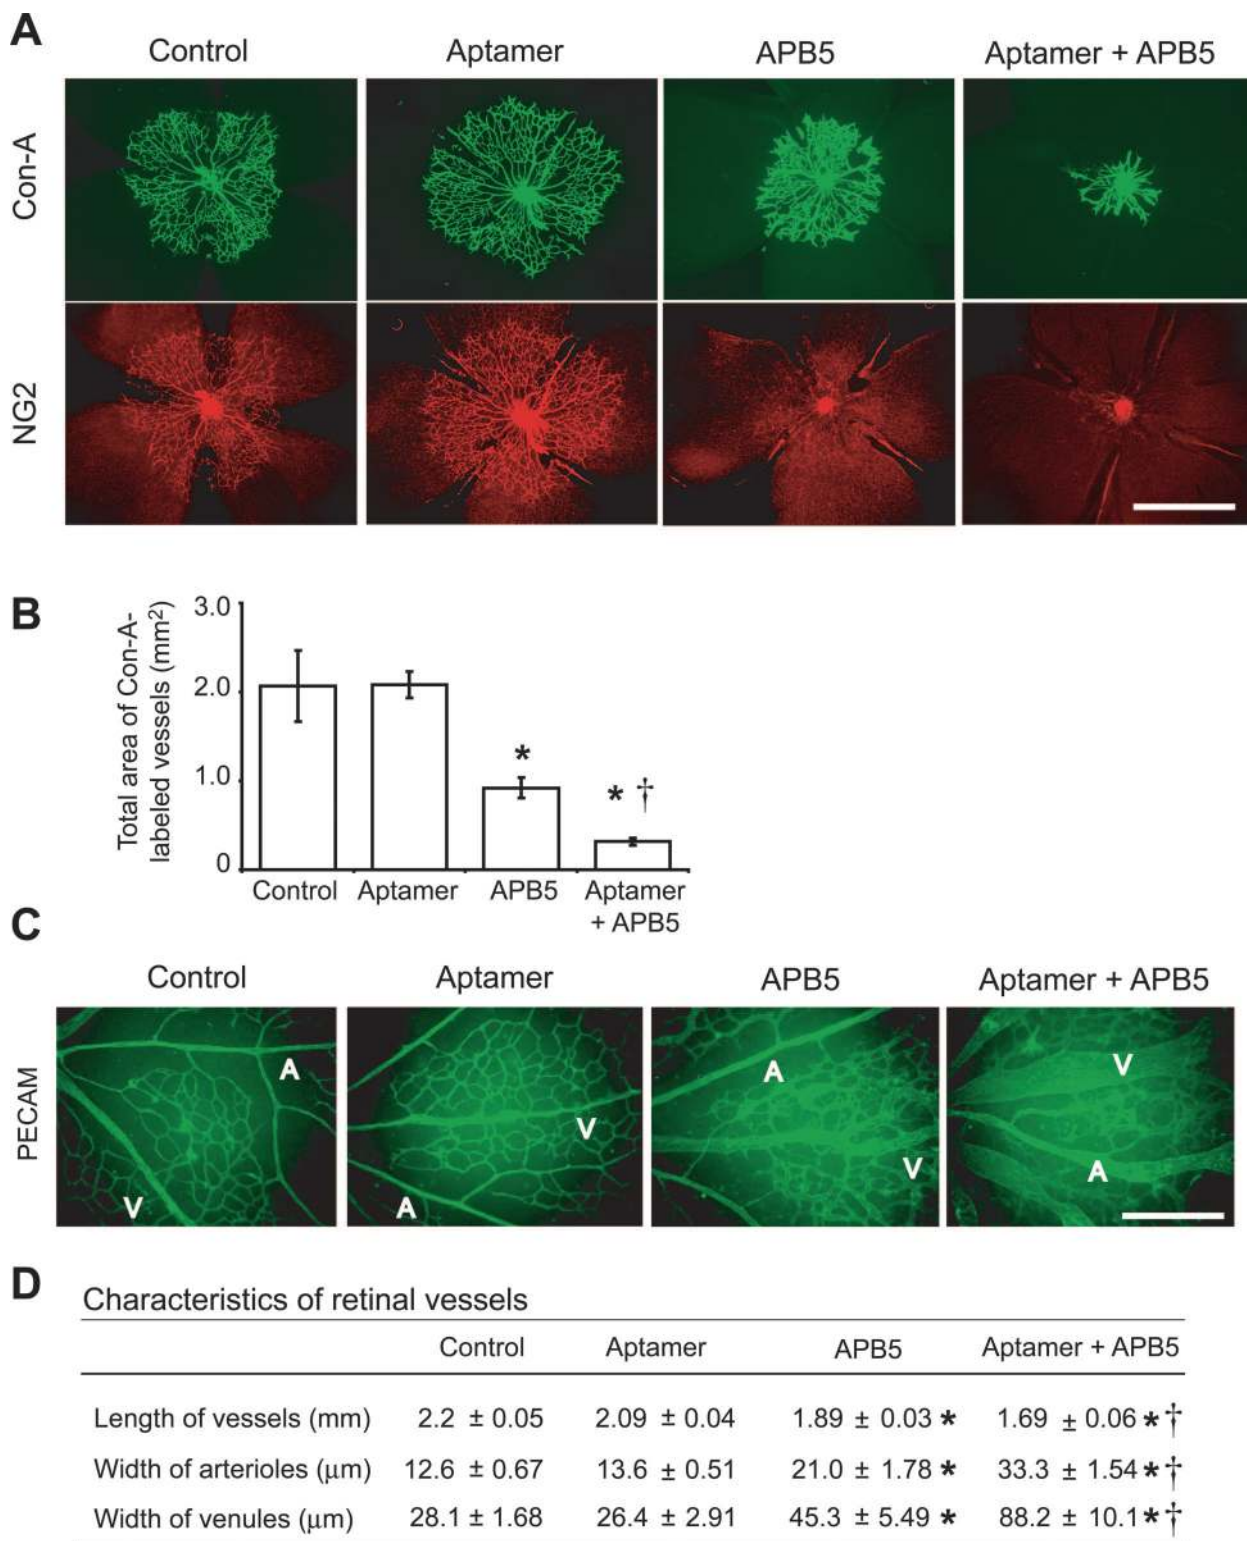 A
Control Aptamer APB5 Aptamer + APB5
Con-A
NG2
B
Total area of Con-A-
labeled vessels (mm²)
3.0
2.0
1.0
0
*
* †
Control Aptamer APB5 Aptamer
+ APB5
C
Control Aptamer APB5 Aptamer + APB5
PECAM
A
V
V
A
A
V
V
A
D
Characteristics of retinal vessels
Control Aptamer APB5 Aptamer + APB5
Length of vessels (mm) 2.2 ± 0.05 2.09 ± 0.04 1.89 ± 0.03 * 1.69 ± 0.06 * †
Width of arterioles (μm) 12.6 ± 0.67 13.6 ± 0.51 21.0 ± 1.78 * 33.3 ± 1.54 * †
Width of venules (μm) 28.1 ± 1.68 26.4 ± 2.91 45.3 ± 5.49 * 88.2 ± 10.1 * †